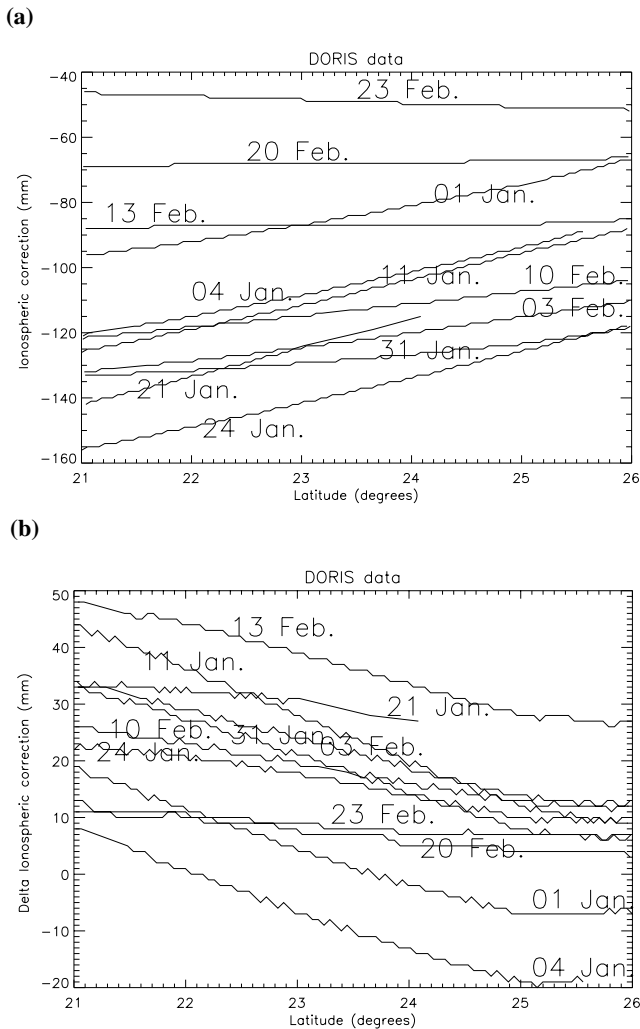 (a)
DORIS data
-40
23 Feb.
-60
20 Feb.
01 Jan.
-80
13 Feb.
Ionospheric correction (mm)
-100
04 Jan.
11 Jan.
10 Feb.
03 Feb.
-120
31 Jan.
21 Jan.
-140
24 Jan.
-160
21 22 23 24 25 26
Latitude (degrees)
(b)
DORIS data
50
13 Feb.
40
11 Jan.
30
21 Jan.
10 Feb. 31 Jan. 03 Feb.
24 Jan.
20
Delta Ionospheric correction (mm)
10
23 Feb.
20 Feb.
0
01 Jan.
-10
04 Jan.
-20
21 22 23 24 25 26
Latitude (degrees)